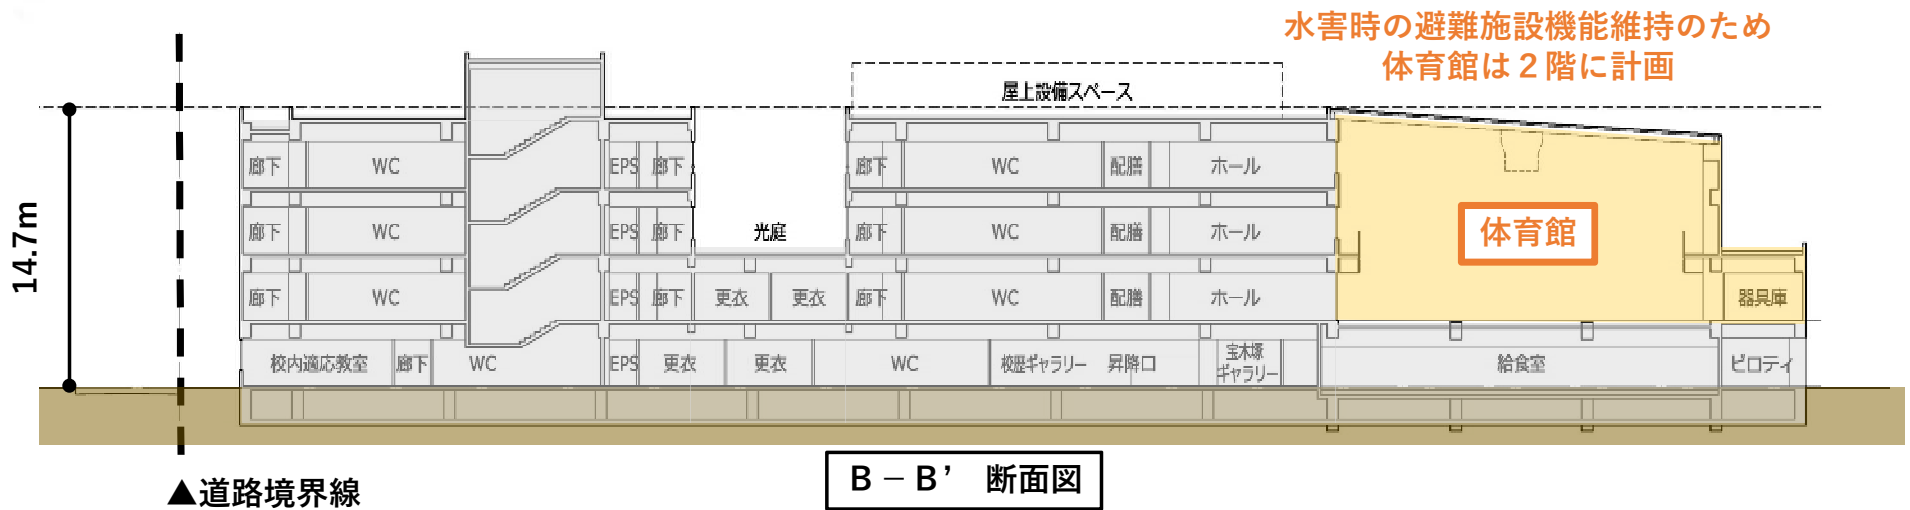 水害時の避難施設機能維持のため
体育館は２階に計画
屋上設備スペース
14.7m
廊下 WC EPS 廊下 廊下 WC 配膳 ホール
廊下 WC EPS 廊下 光庭 廊下 WC 配膳 ホール 体育館
廊下 WC EPS 廊下 更衣 更衣 廊下 WC 配膳 ホール 器具庫
校内適応教室 廊下 WC EPS 更衣 更衣 WC 校歴ギャラリー 昇降口 宝木塚
ギャラリー 給食室 ピロティ
▲道路境界線
Ｂ－Ｂ’ 断面図